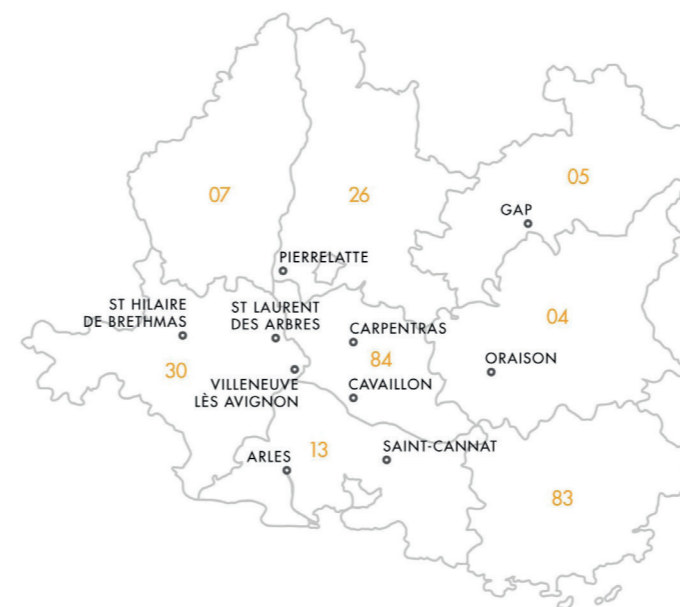 07
26
05
GAP
PIERRELATTE
ST HILAIRE
DE BRETHMAS
ST LAURENT
DES ARBRES
CARPENTRAS
04
30
84
ORAISON
VILLENEUVE
LÈS AVIGNON
CAVAILLON
13
ARLES
SAINT-CANNAT
83